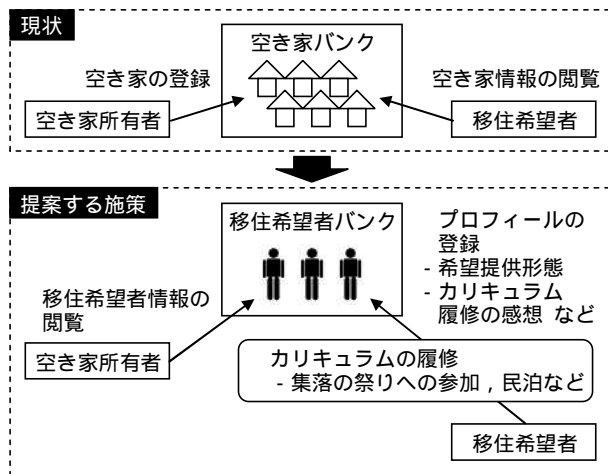 現状
空き家バンク
空き家の登録
空き家情報の閲覧
空き家所有者
移住希望者
提案する施策
移住希望者バンク
プロフィールの
登録
- 希望提供形態
- カリキュラム
履修の感想 など
移住希望者情報の
閲覧
空き家所有者
カリキュラムの履修
- 集落の祭りへの参加，民泊など
移住希望者